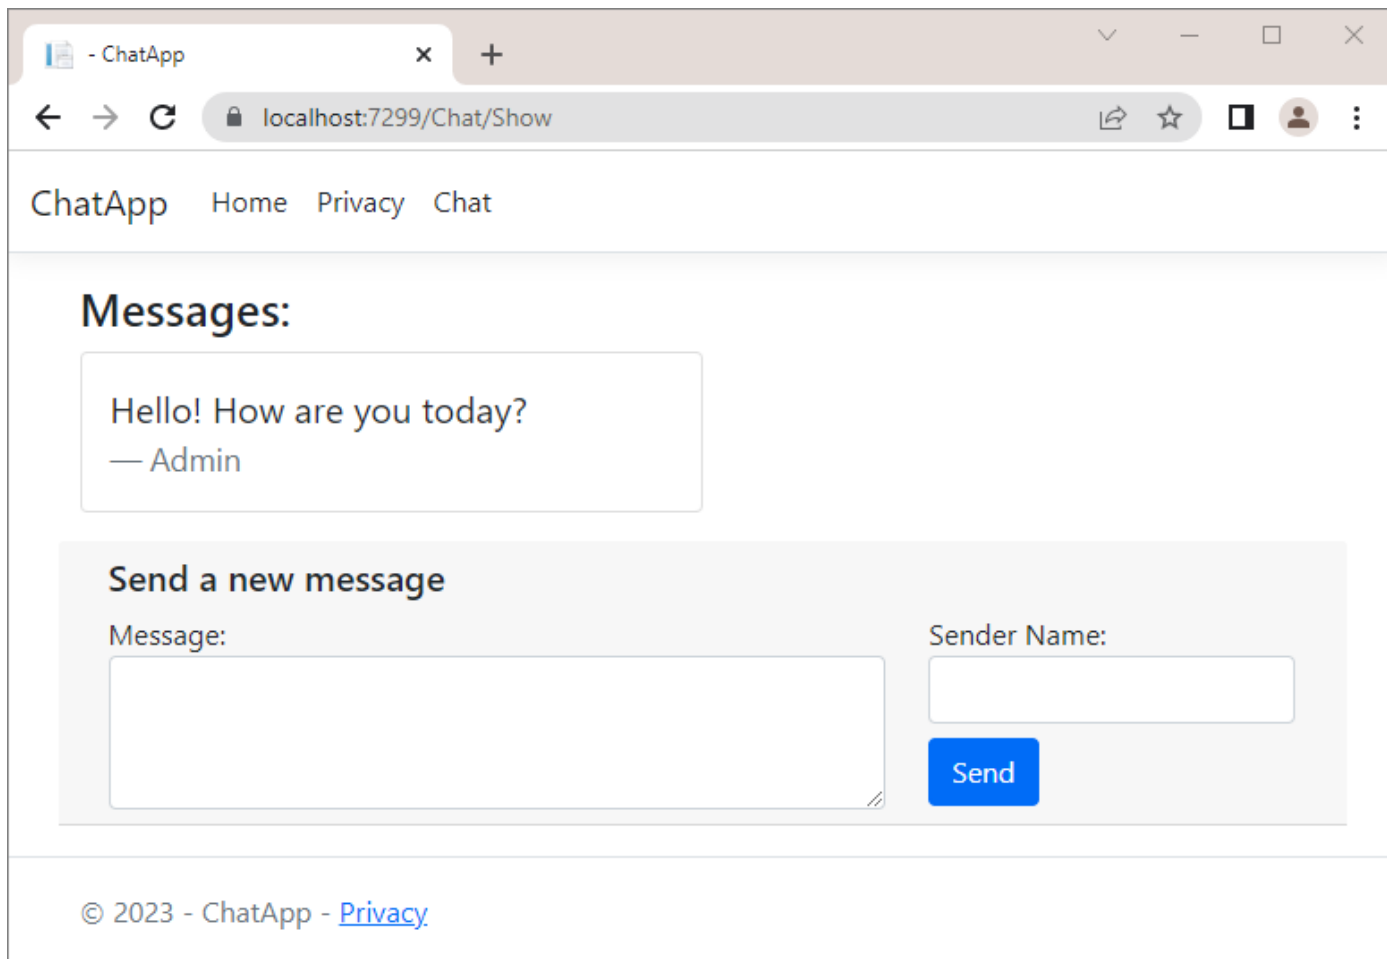 - ChatApp
localhost:7299/Chat/Show
ChatApp Home Privacy Chat
Messages:
Hello! How are you today?
— Admin
Send a new message
Message: Sender Name:
Send
© 2023 - ChatApp - Privacy